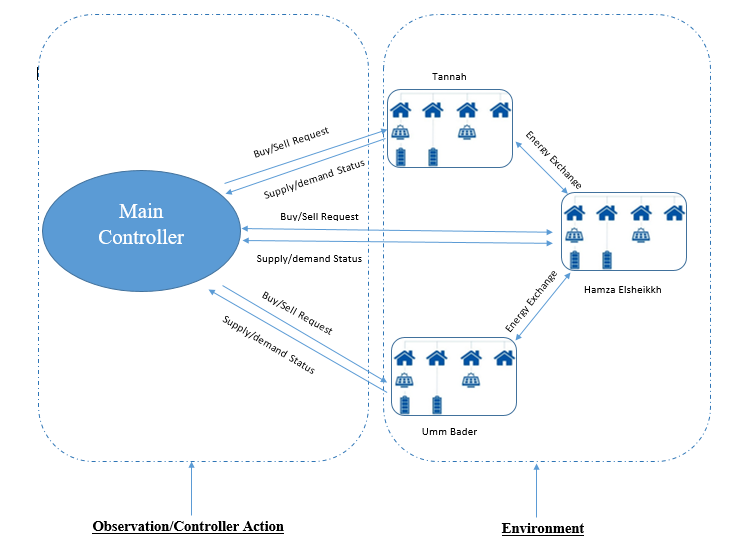 Tannah
Buy/Sell Request
Supply/demand Status
Energy Exchange
Main
Controller
Buy/Sell Request
Supply/demand Status
Hamza Elsheikkh
Buy/Sell Request
Supply/demand Status
Energy Exchange
Umm Bader
Observation/Controller Action
Environment